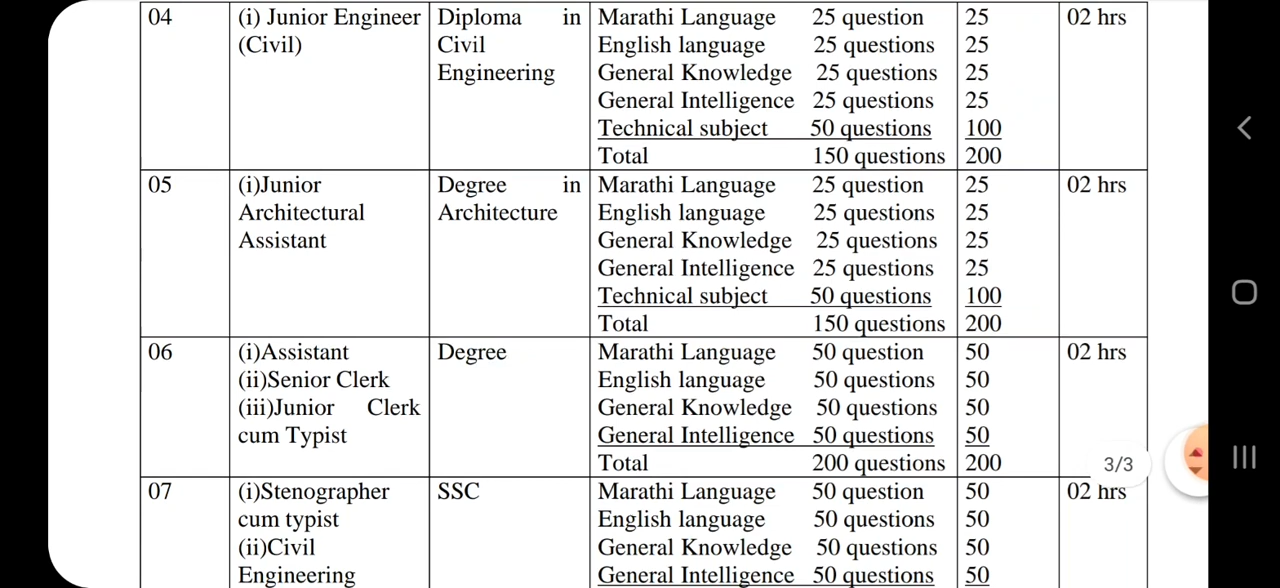 04 (i) Junior Engineer Diploma in Marathi Language 25 question 25 02 hrs
(Civil) Civil English language 25 questions 25
Engineering General Knowledge 25 questions 25
General Intelligence 25 questions 25
Technical subject 50 questions 100
Total 150 questions 200
05 (i)Junior Degree in Marathi Language 25 question 25 02 hrs
Architectural Architecture English language 25 questions 25
Assistant General Knowledge 25 questions 25
General Intelligence 25 questions 25
Technical subject 50 questions 100
Total 150 questions 200
06 (i)Assistant Degree Marathi Language 50 question 50 02 hrs
(ii)Senior Clerk English language 50 questions 50
(iii)Junior Clerk General Knowledge 50 questions 50
cum Typist General Intelligence 50 questions 50
Total 200 questions 200
3/3
07 (i)Stenographer SSC Marathi Language 50 question 50 02 hrs
cum typist English language 50 questions 50
(ii)Civil General Knowledge 50 questions 50
Engineering General Intelligence 50 questions 50